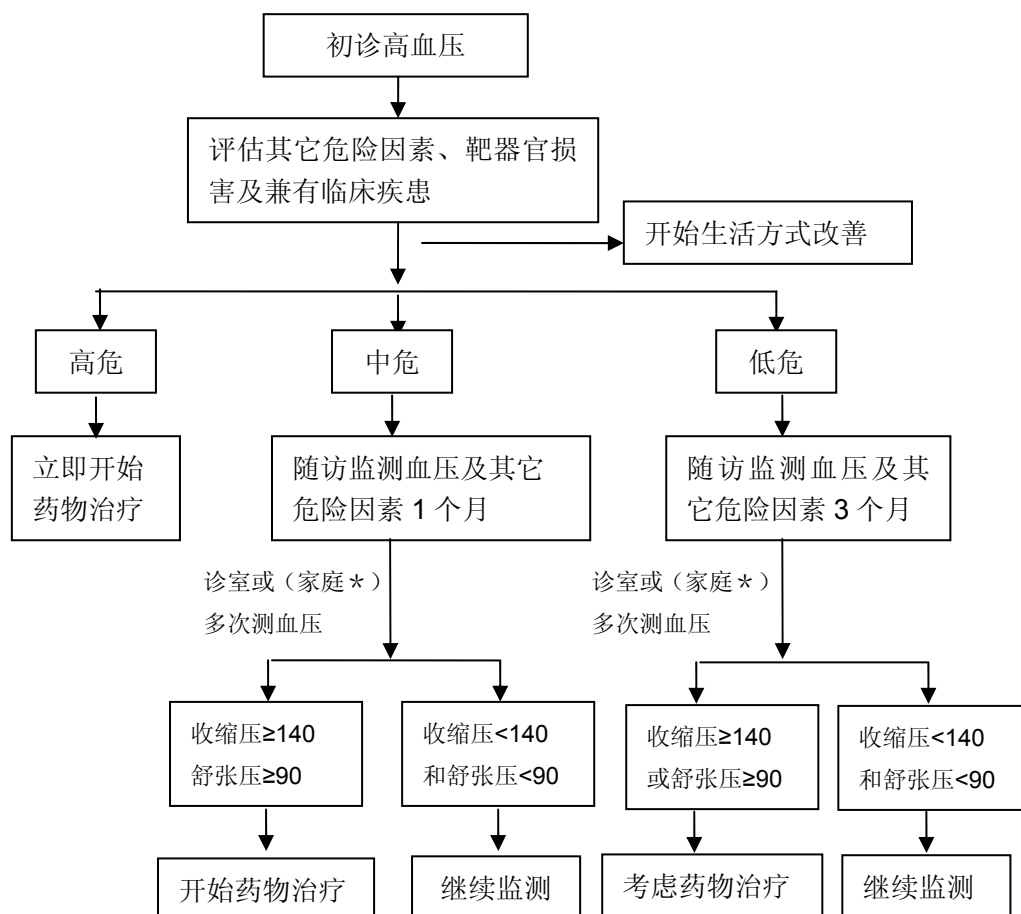 初诊高血压
评估其它危险因素、靶器官损
害及兼有临床疾患
开始生活方式改善
高危
中危
低危
立即开始
药物治疗
随访监测血压及其它
危险因素 1 个月
随访监测血压及其
它危险因素 3 个月
诊室或（家庭＊）
多次测血压
诊室或（家庭＊）
多次测血压
收缩压≥140
舒张压≥90
收缩压<140
和舒张压<90
收缩压≥140
或舒张压≥90
收缩压<140
和舒张压<90
开始药物治疗
继续监测
考虑药物治疗
继续监测